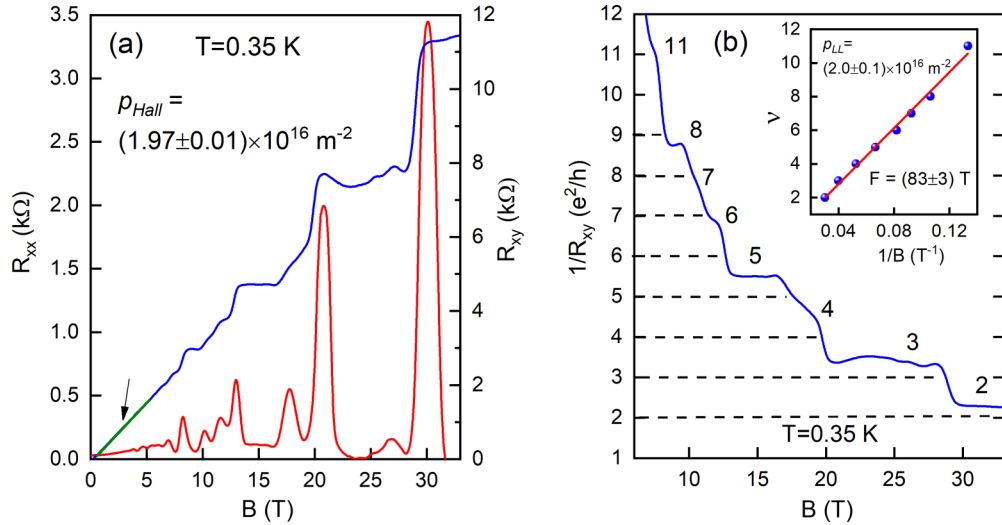 (a)
T=0.35 K
p_Hall =
(1.97±0.01)×10^16 m^-2
R_xx (kΩ)
3.5
3.0
2.5
2.0
1.5
1.0
0.5
0.0
0 5 10 15 20 25 30
B (T)
12
10
8
6
4
2
0
R_xy (kΩ)
(b)
1/R_xy (e^2/h)
12
11
10
9
8
7
6
5
4
3
2
1
10 15 20 25 30
B (T)
11
8
7
6
5
4
3
2
T=0.35 K
p_LL=
(2.0±0.1)×10^16 m^-2
F = (83±3) T
ν
12
10
8
6
4
2
0.04 0.08 0.12
1/B (T^-1)